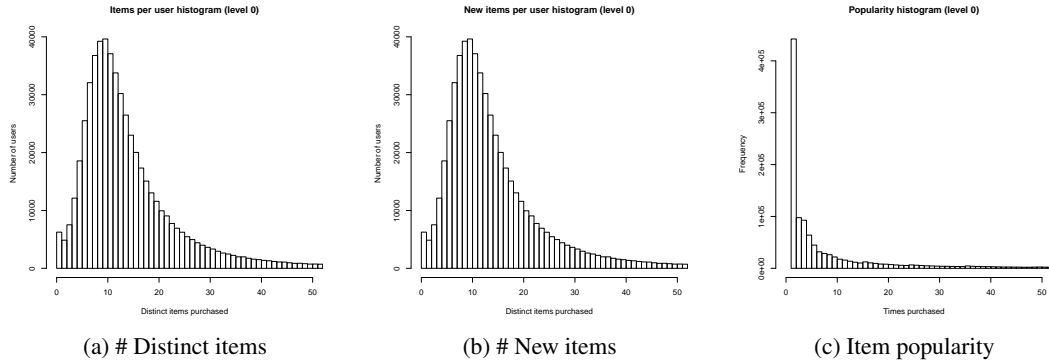 Items per user histogram (level 0)
Number of users
0 10000 20000 30000 40000
0 10 20 30 40 50
Distinct items purchased
(a) # Distinct items
New items per user histogram (level 0)
Number of users
0 10000 20000 30000 40000
0 10 20 30 40 50
Distinct items purchased
(b) # New items
Popularity histogram (level 0)
Frequency
0e+00 1e+05 2e+05 3e+05 4e+05
0 10 20 30 40 50
Times purchased
(c) Item popularity